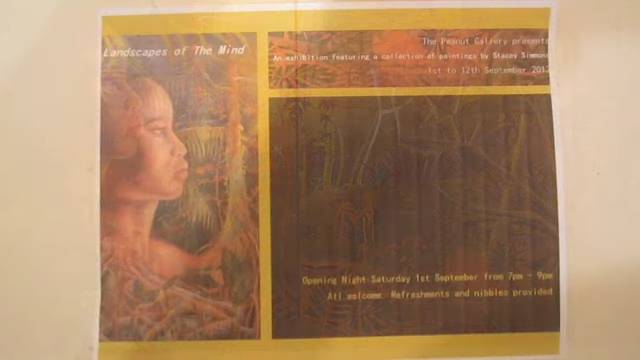 Landscapes of The Mind
The Peanut Gallery presents
An exhibition featuring a collection of paintings by Stacey Simmons
1st to 12th September 2012
Opening Night Saturday 1st September from 7pm - 9pm
All welcome. Refreshments and nibbles provided